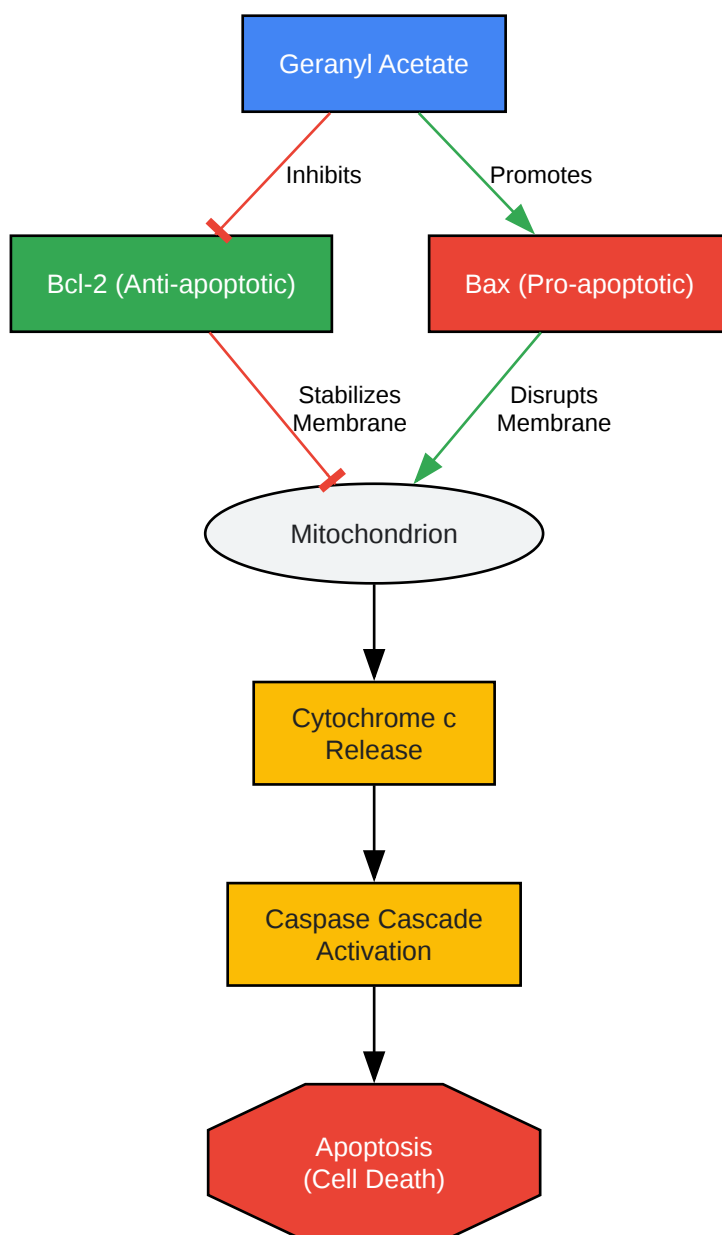 Geranyl Acetate
Inhibits
Promotes
Bcl-2 (Anti-apoptotic)
Bax (Pro-apoptotic)
Stabilizes
Membrane
Disrupts
Membrane
Mitochondrion
Cytochrome c
Release
Caspase Cascade
Activation
Apoptosis
(Cell Death)